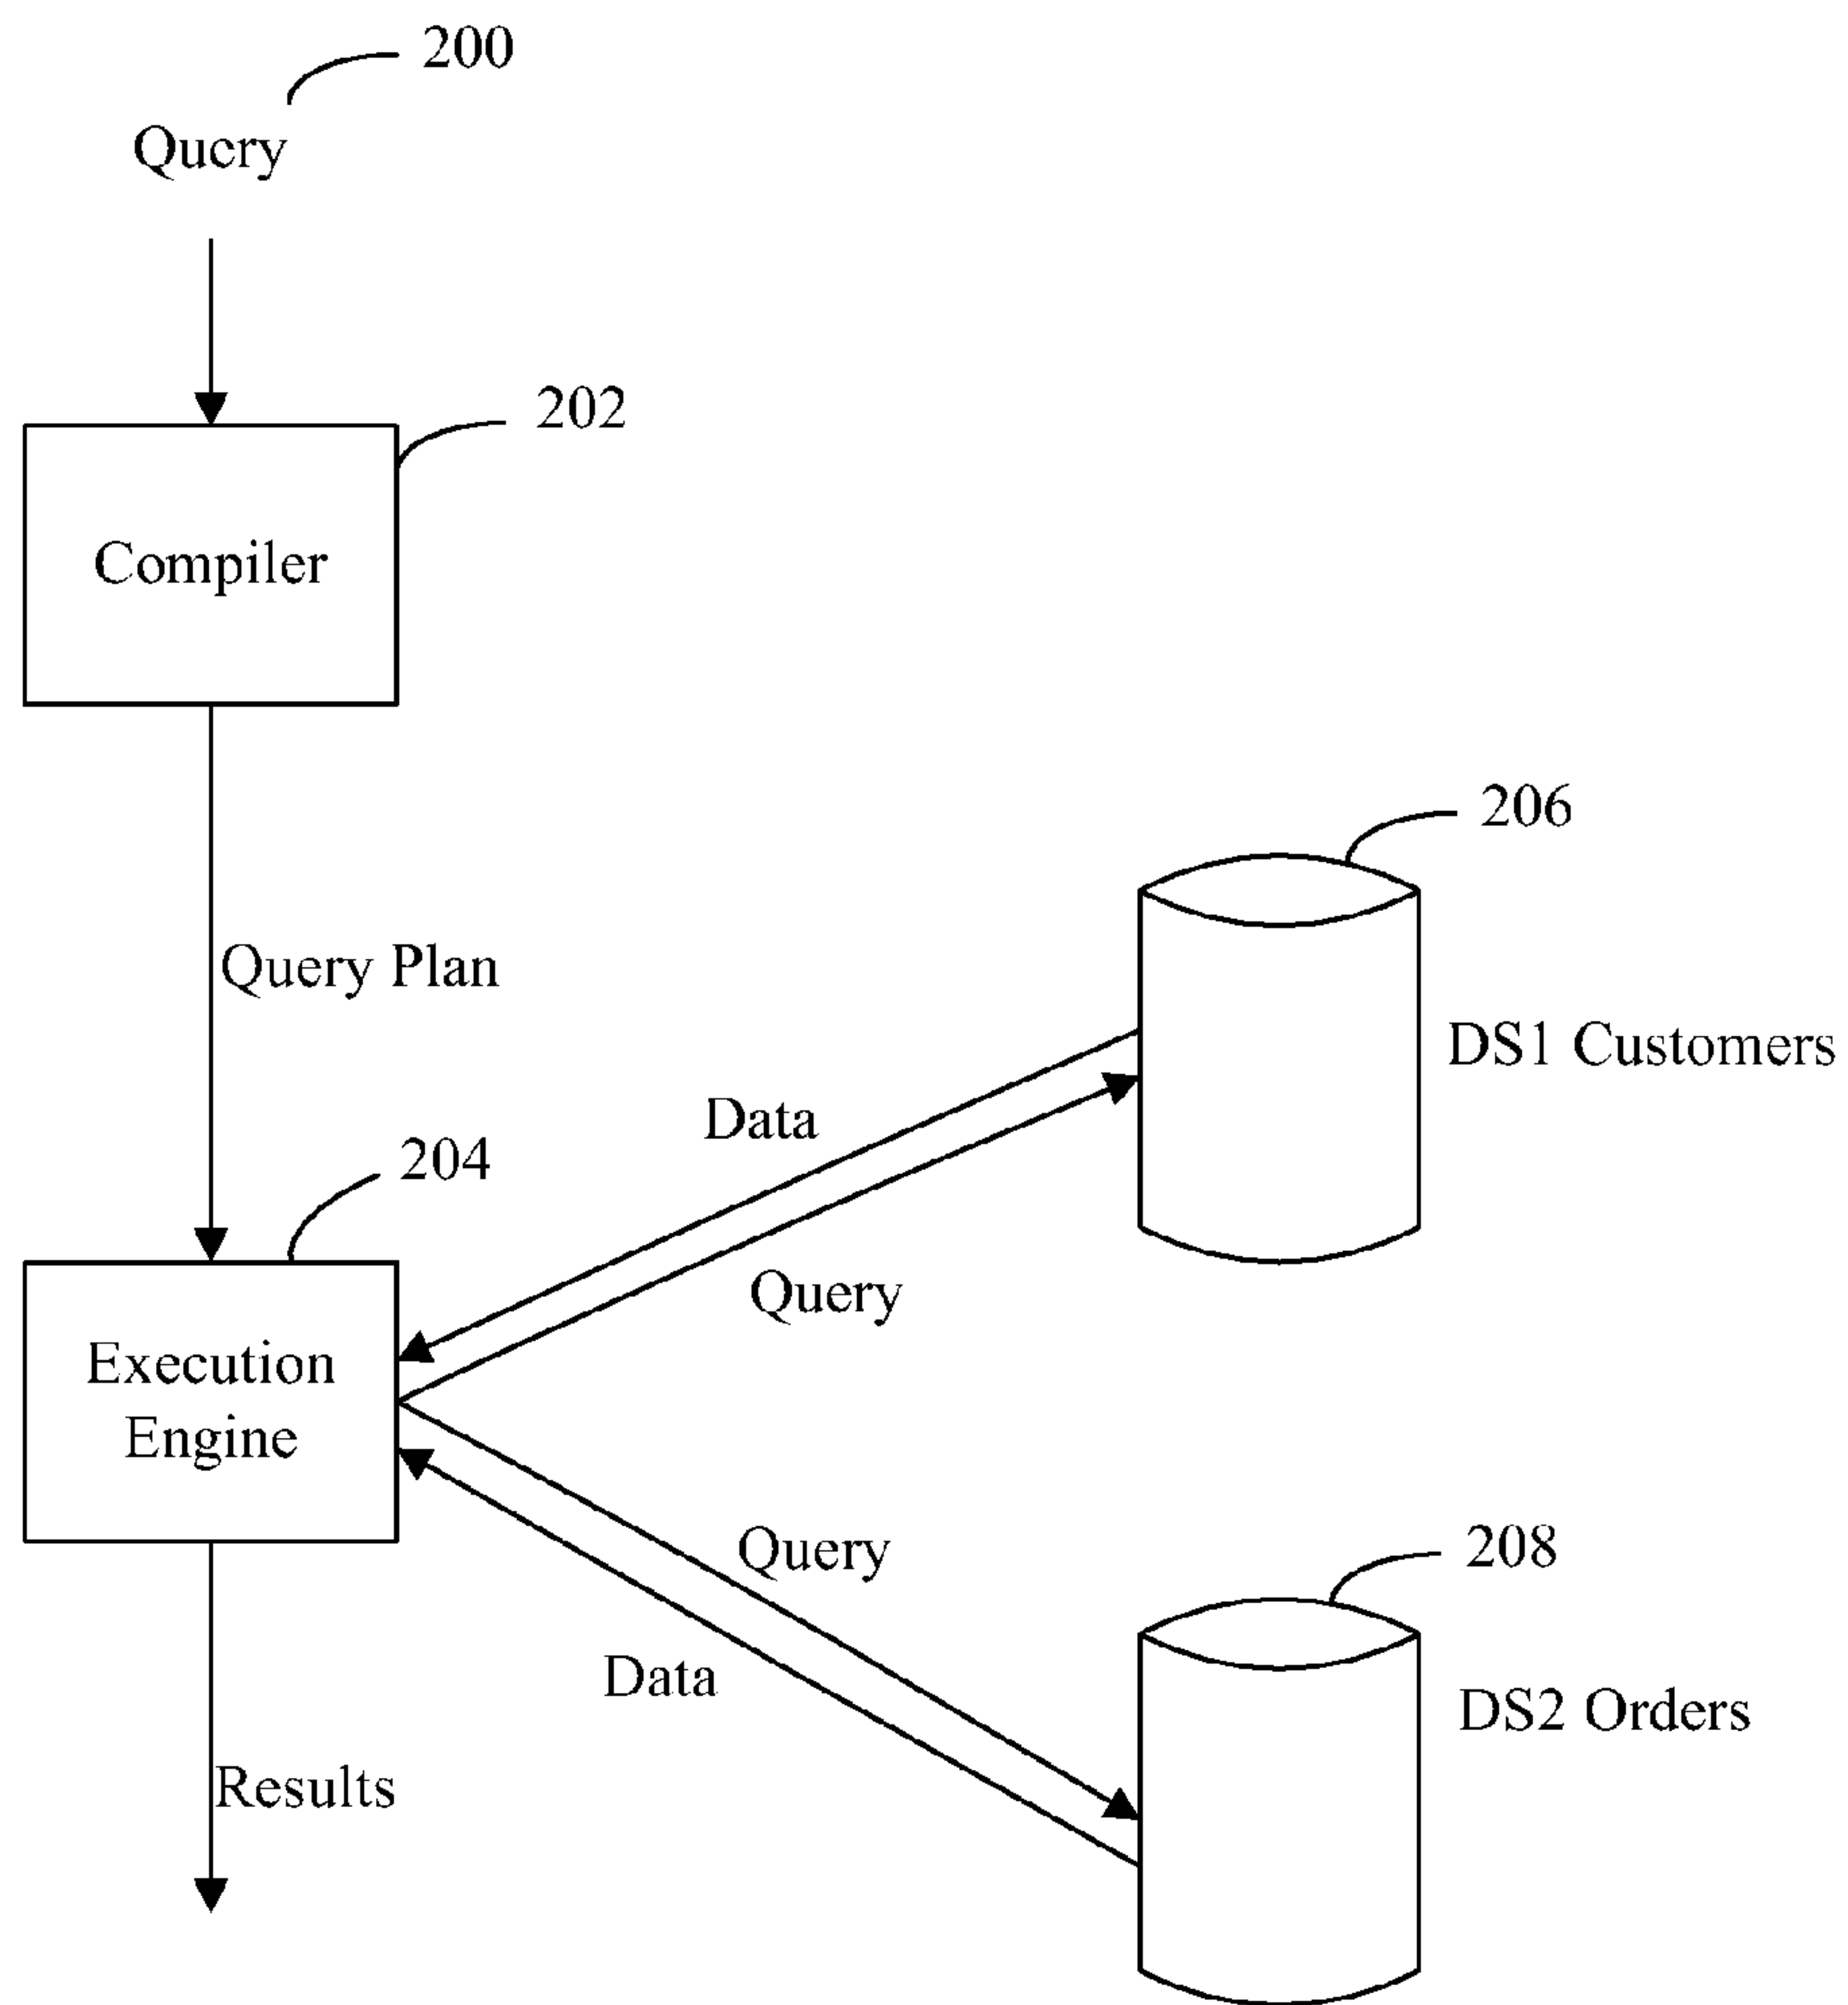 200
Query
202
Compiler
206
Query Plan
DS1 Customers
Data
204
Query
Execution
Engine
Query
208
Data
DS2 Orders
Results